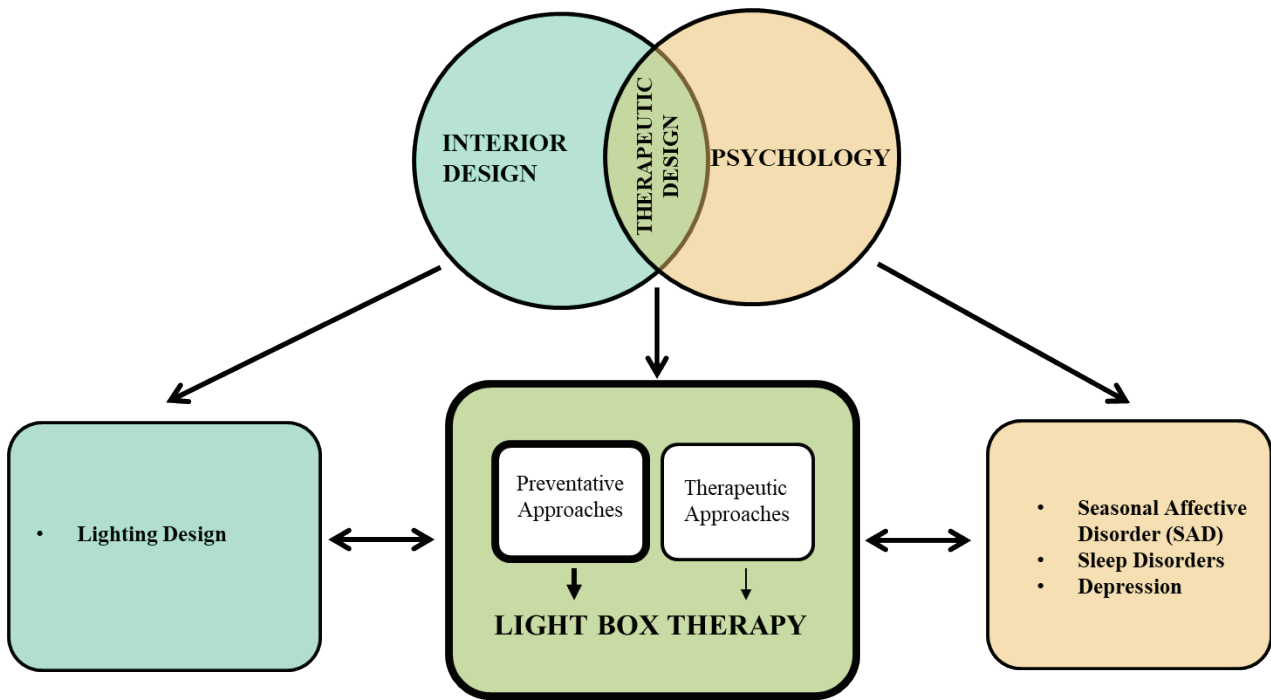 INTERIOR
DESIGN
THERAPEUTIC
DESIGN
PSYCHOLOGY
• Lighting Design
Preventative
Approaches
Therapeutic
Approaches
LIGHT BOX THERAPY
• Seasonal Affective
Disorder (SAD)
• Sleep Disorders
• Depression